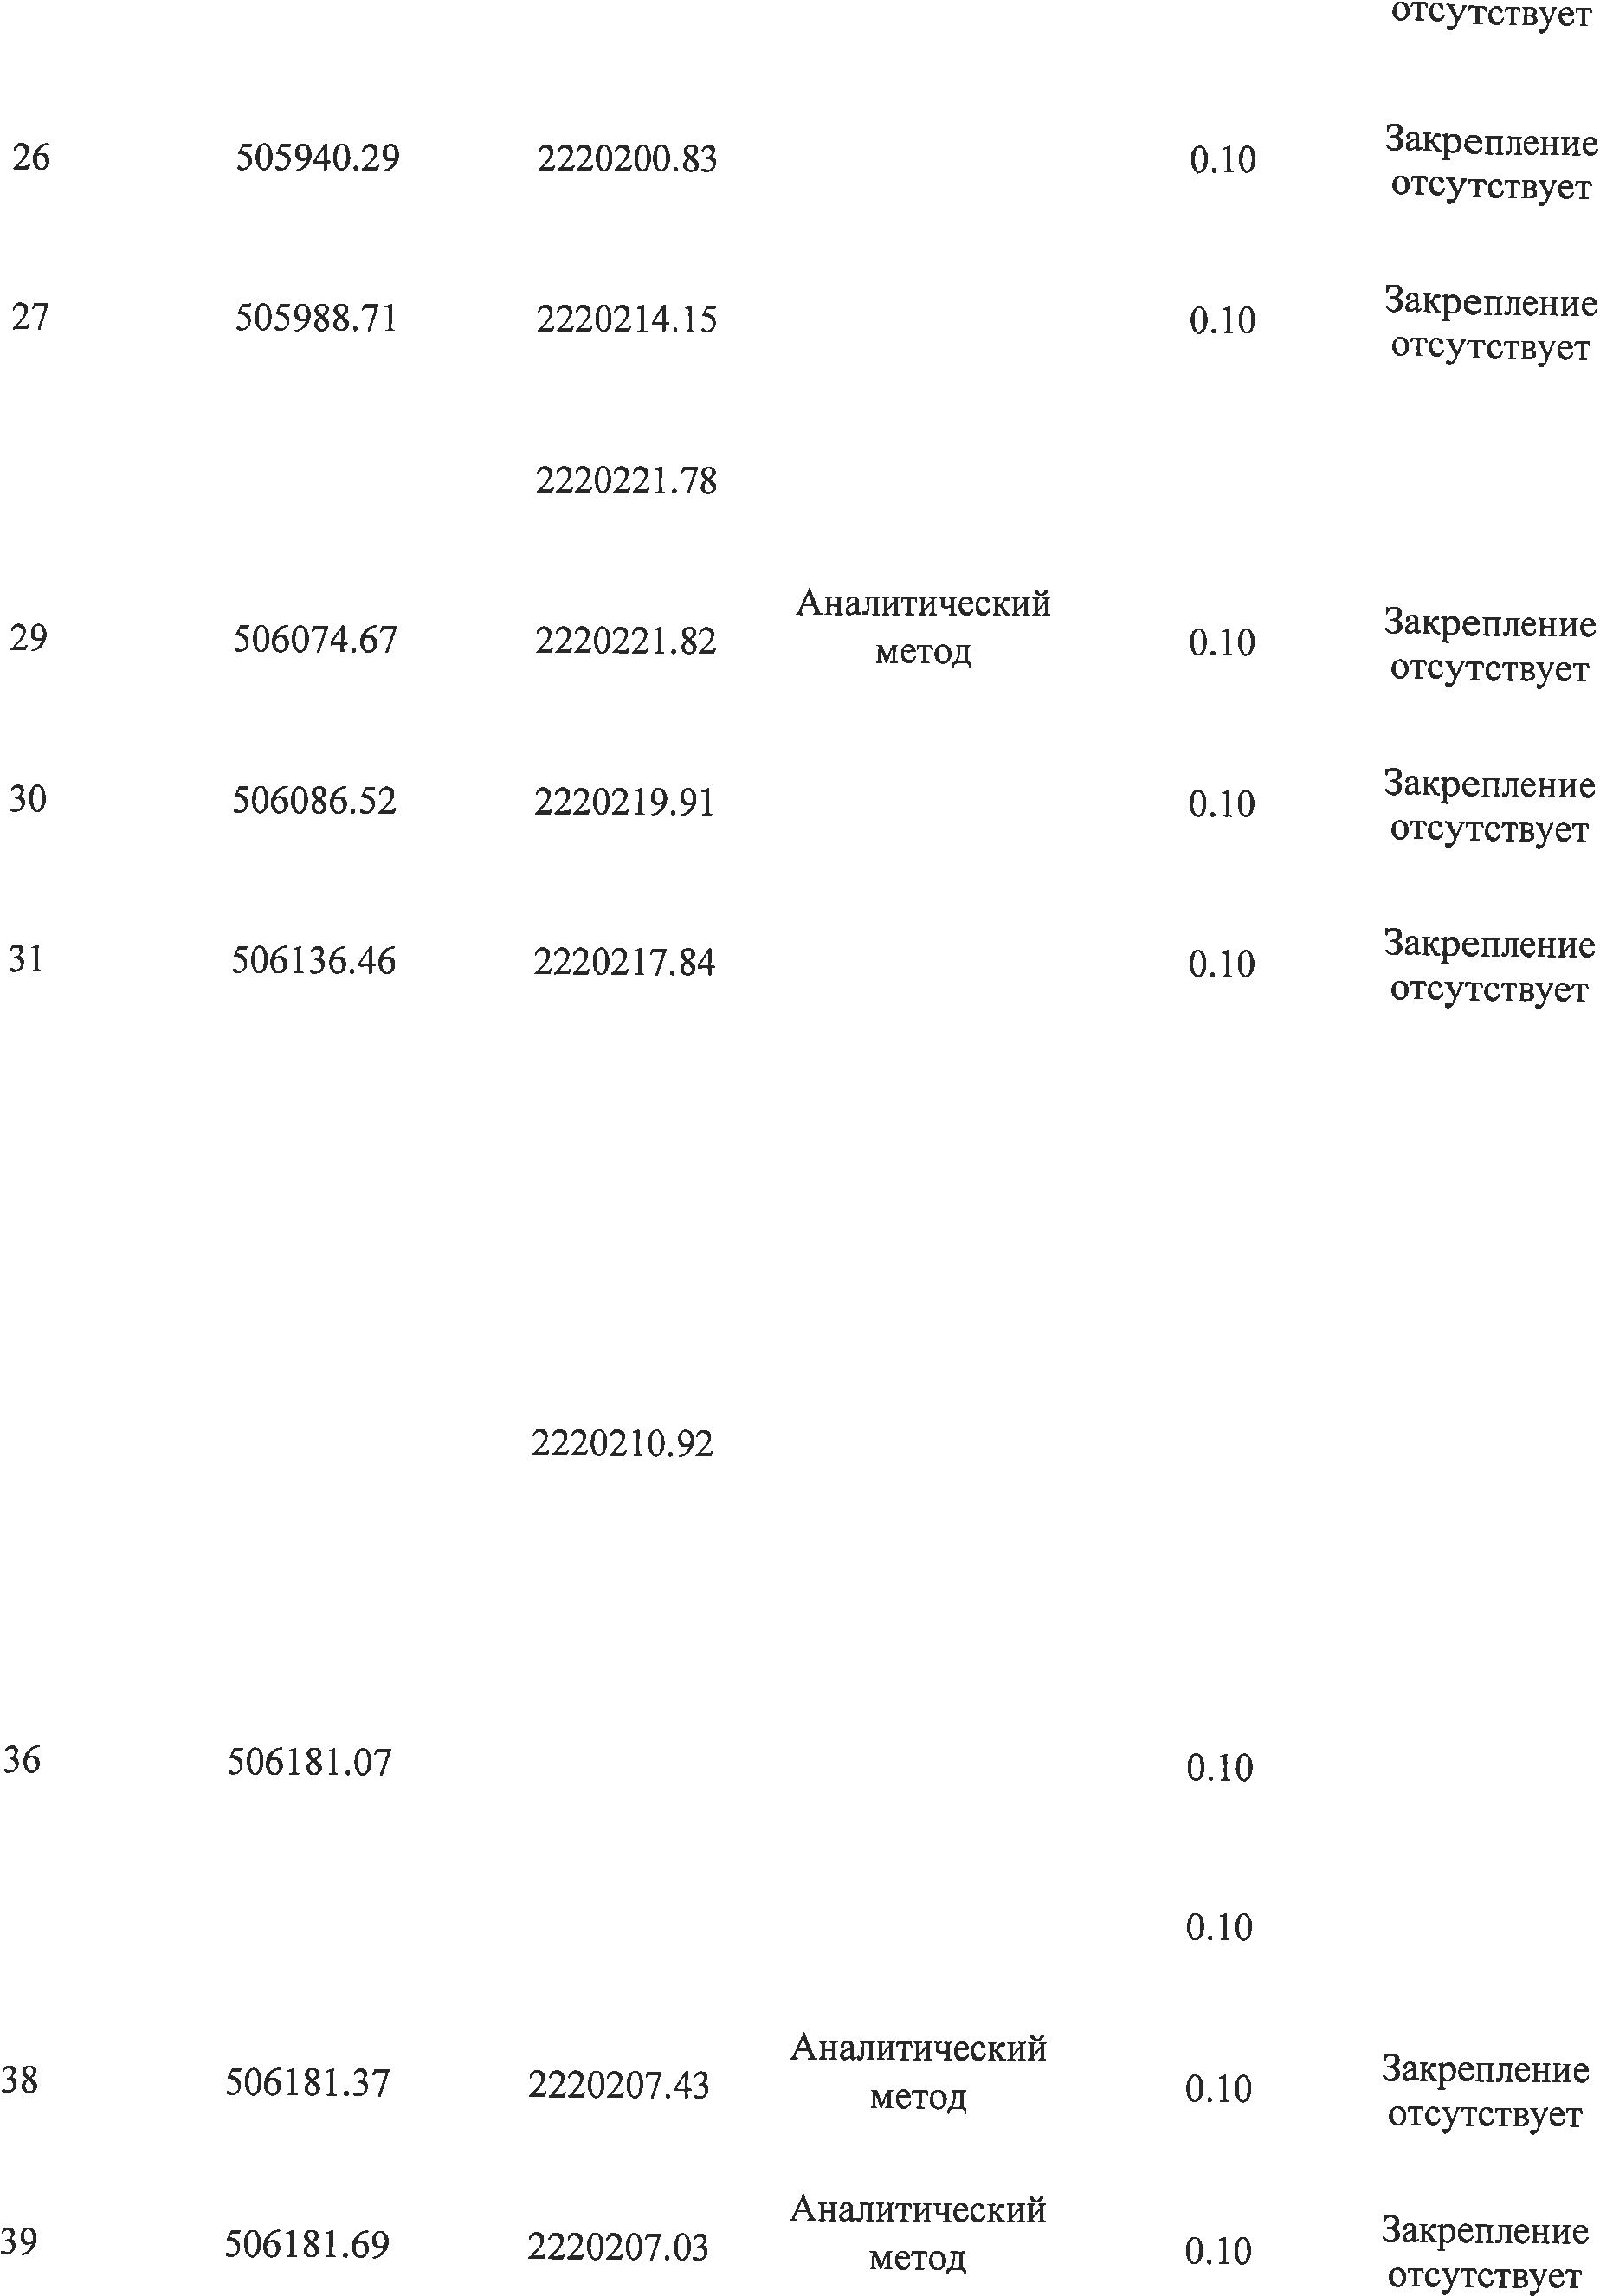 отсутствует
26 505940.29 2220200.83 0.10 Закрепление
отсутствует
27 505988.71 2220214.15 0.10 Закрепление
отсутствует
2220221.78
29 506074.67 2220221.82 Аналитический
метод 0.10 Закрепление
отсутствует
30 506086.52 2220219.91 0.10 Закрепление
отсутствует
31 506136.46 2220217.84 0.10 Закрепление
отсутствует
2220210.92
36 506181.07 0.10
0.10
38 506181.37 2220207.43 Аналитический
метод 0.10 Закрепление
отсутствует
39 506181.69 2220207.03 Аналитический
метод 0.10 Закрепление
отсутствует